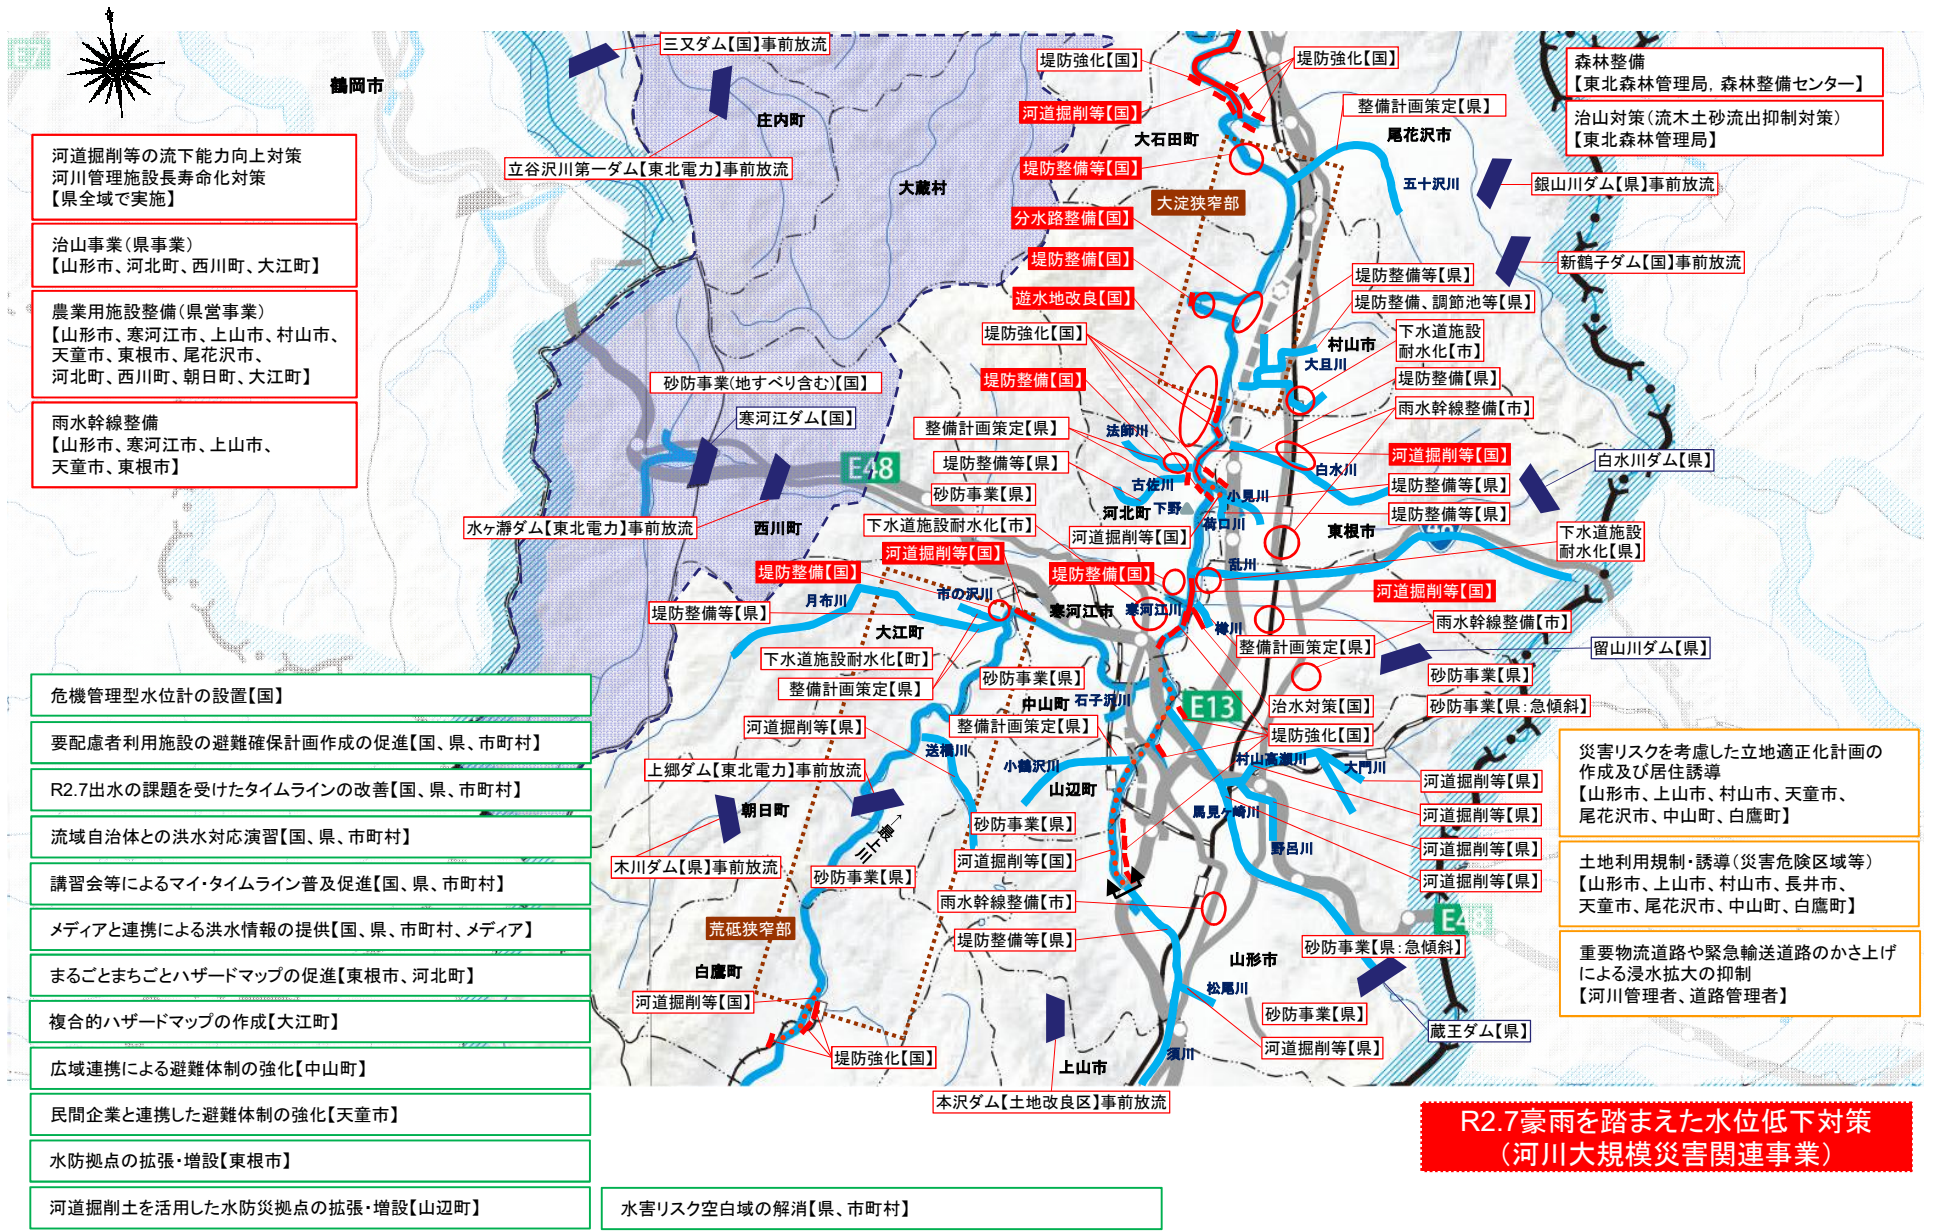 三又ダム【国】事前放流
鶴岡市
庄内町
立谷沢川第一ダム【東北電力】事前放流
大蔵村
河道掘削等の流下能力向上対策
河川管理施設長寿命化対策
【県全域で実施】
治山事業（県事業）
【山形市、河北町、西川町、大江町】
農業用施設整備（県営事業）
【山形市、寒河江市、上山市、村山市、
天童市、東根市、尾花沢市、
河北町、西川町、朝日町、大江町】
雨水幹線整備
【山形市、寒河江市、上山市、
天童市、東根市】
堤防強化【国】
堤防強化【国】
河道掘削等【国】
整備計画策定【県】
大石田町
尾花沢市
堤防整備等【国】
五十沢川
大淀狭窄部
分水路整備【国】
堤防整備【国】
遊水地改良【国】
堤防強化【国】
堤防整備【国】
森林整備
【東北森林管理局，森林整備センター】
治山対策（流木土砂流出抑制対策）
【東北森林管理局】
銀山川ダム【県】事前放流
新鶴子ダム【国】事前放流
堤防整備等【県】
堤防整備、調節池等【県】
下水道施設
耐水化【市】
村山市
大旦川
堤防整備【県】
雨水幹線整備【市】
砂防事業(地すべり含む)【国】
寒河江ダム【国】
整備計画策定【県】
法師川
堤防整備等【県】
E48
砂防事業【県】
古佐川
河北町
下野
小見川
荷口川
白水川
河道掘削等【国】
堤防整備等【県】
堤防整備等【県】
白水川ダム【県】
東根市
48
下水道施設
耐水化【県】
水ヶ瀞ダム【東北電力】事前放流
西川町
下水道施設耐水化【市】
河道掘削等【国】
河道掘削等【国】
堤防整備【国】
堤防整備【国】
乱川
河道掘削等【国】
堤防整備等【県】
月布川
市の沢川
寒河江市
寒河江川
樽川
雨水幹線整備【市】
大江町
整備計画策定【県】
留山川ダム【県】
下水道施設耐水化【町】
整備計画策定【県】
砂防事業【県】
砂防事業【県】
中山町
石子沢川
E13
治水対策【国】
砂防事業【県：急傾斜】
河道掘削等【県】
整備計画策定【県】
堤防強化【国】
送橋川
小鶴沢川
村山高瀬川
大門川
上郷ダム【東北電力】事前放流
山辺町
河道掘削等【県】
朝日町
馬見ヶ崎川
河道掘削等【県】
←最上川
砂防事業【県】
野呂川
河道掘削等【県】
河道掘削等【国】
木川ダム【県】事前放流
砂防事業【県】
河道掘削等【県】
雨水幹線整備【市】
荒砥狭窄部
堤防整備等【県】
砂防事業【県：急傾斜】
E48
白鷹町
山形市
河道掘削等【国】
松尾川
砂防事業【県】
蔵王ダム【県】
堤防強化【国】
須川
河道掘削等【県】
上山市
本沢ダム【土地改良区】事前放流
危機管理型水位計の設置【国】
要配慮者利用施設の避難確保計画作成の促進【国、県、市町村】
R2.7出水の課題を受けたタイムラインの改善【国、県、市町村】
流域自治体との洪水対応演習【国、県、市町村】
講習会等によるマイ・タイムライン普及促進【国、県、市町村】
メディアと連携による洪水情報の提供【国、県、市町村、メディア】
まるごとまちごとハザードマップの促進【東根市、河北町】
複合的ハザードマップの作成【大江町】
広域連携による避難体制の強化【中山町】
民間企業と連携した避難体制の強化【天童市】
水防拠点の拡張・増設【東根市】
河道掘削土を活用した水防災拠点の拡張・増設【山辺町】
水害リスク空白域の解消【県、市町村】
災害リスクを考慮した立地適正化計画の
作成及び居住誘導
【山形市、上山市、村山市、天童市、
尾花沢市、中山町、白鷹町】
土地利用規制・誘導（災害危険区域等）
【山形市、上山市、村山市、長井市、
天童市、尾花沢市、中山町、白鷹町】
重要物流道路や緊急輸送道路のかさ上げ
による浸水拡大の抑制
【河川管理者、道路管理者】
R2.7豪雨を踏まえた水位低下対策
（河川大規模災害関連事業）